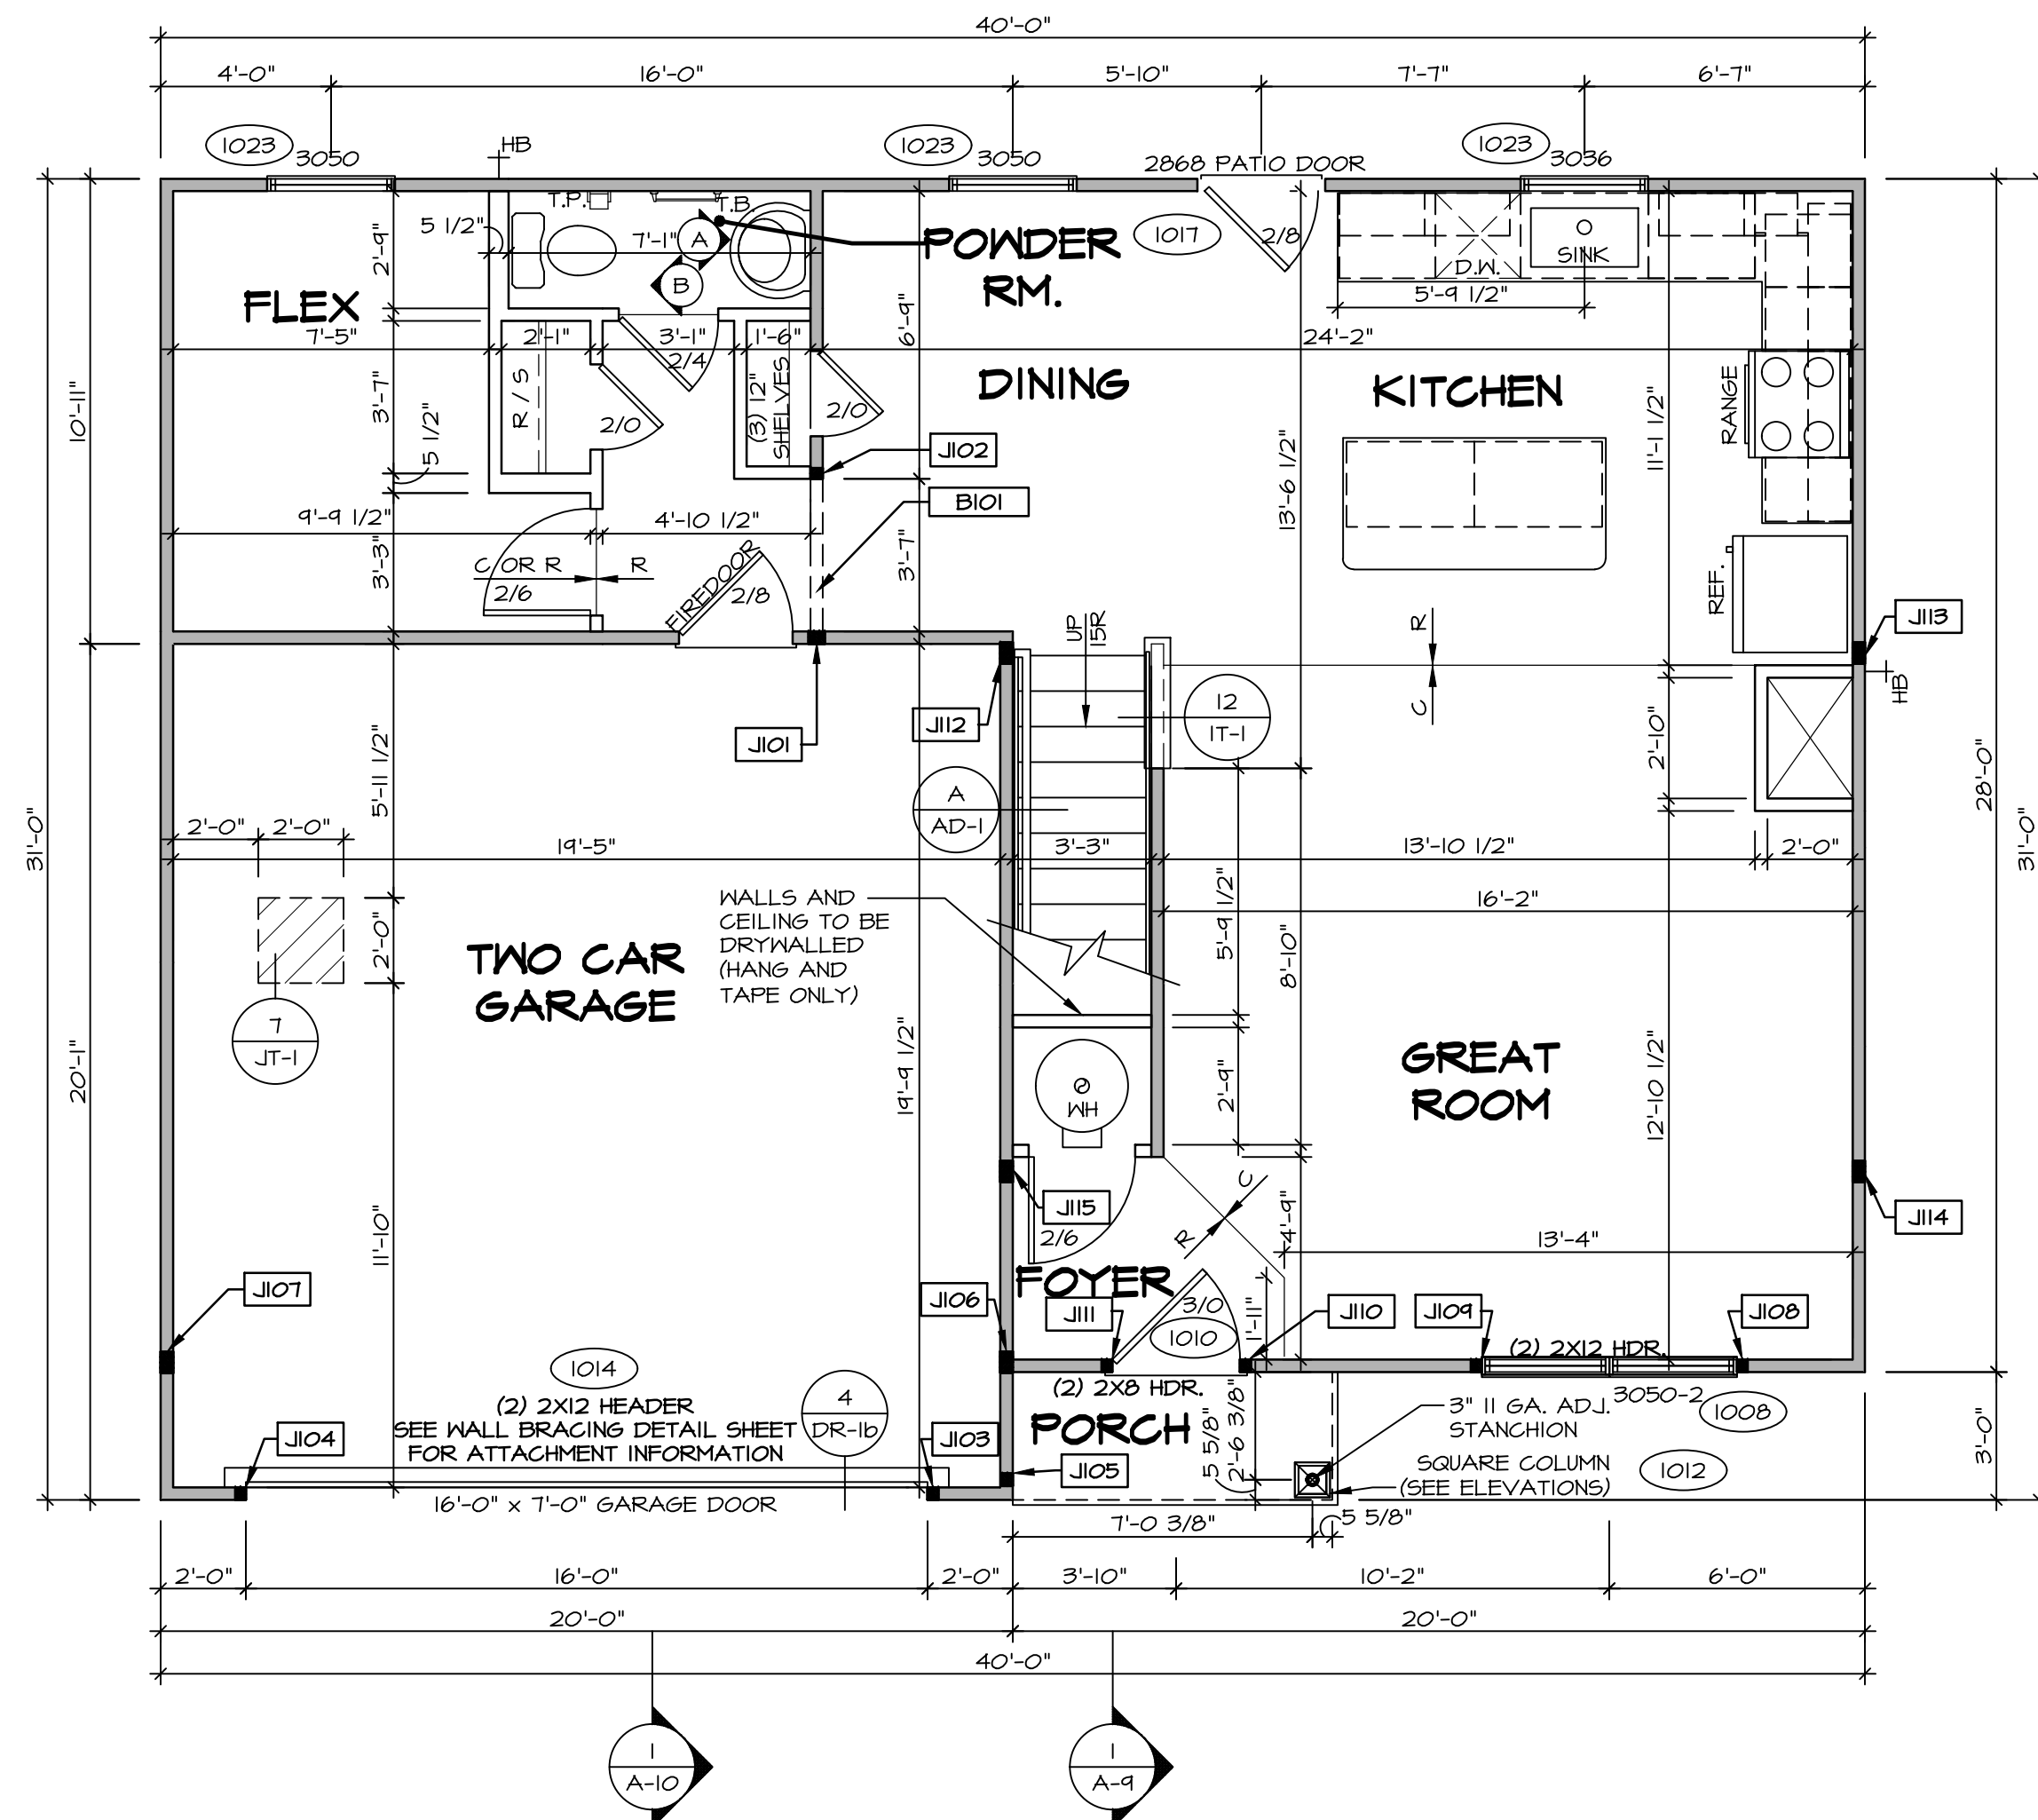 40'-0"
4'-0"
16'-0"
5'-10"
7'-7"
6'-7"
1023
3050
HB
1023
3050
2868 PATIO DOOR
1023
3036
T.P.
T.B.
5 1/2"
7'-1"
A
B
POWDER
RM.
1017
2/8
D.W.
SINK
5'-9 1/2"
2'-9"
FLEX
7'-5"
2'-1"
3'-1"
1'-6"
6'-9"
24'-2"
2/4
DINING
KITCHEN
RANGE
R / S
2/0
(3) 12"
SHELVES
2/0
3'-7"
5 1/2"
10'-11"
J102
B101
13'-6 1/2"
11'-1 1/2"
9'-9 1/2"
4'-10 1/2"
3'-3"
C OR R
R
2/6
FIREDOOR
2/8
3'-7"
REF.
J113
HB
UP
15R
R
C
12
IT-1
J112
J101
5'-11 1/2"
A
AD-1
2'-10"
28'-0"
31'-0"
31'-0"
2'-0"
2'-0"
19'-5"
3'-3"
13'-10 1/2"
2'-0"
16'-2"
WALLS AND
CEILING TO BE
DRYWALLED
(HANG AND
TAPE ONLY)
2'-0"
TWO CAR
GARAGE
5'-9 1/2"
8'-10"
7
JT-1
20'-1"
19'-9 1/2"
WH
2'-9"
GREAT
ROOM
12'-10 1/2"
11'-10"
J115
2/6
C
R
4'-9"
J114
13'-4"
FOYER
J107
J106
J111
3/0
1010
1'-11"
J110
J109
J108
(2) 2X12 HDR.
1014
(2) 2X12 HEADER
SEE WALL BRACING DETAIL SHEET
FOR ATTACHMENT INFORMATION
4
DR-1b
(2) 2X8 HDR.
PORCH
3050-2
1008
3" 11 GA. ADJ.
STANCHION
SQUARE COLUMN
(SEE ELEVATIONS)
1012
5 5/8"
2'-6 3/8"
3'-0"
J104
J103
J105
16'-0" x 7'-0" GARAGE DOOR
7'-0 3/8"
5 5/8"
2'-0"
16'-0"
2'-0"
3'-10"
10'-2"
6'-0"
20'-0"
20'-0"
40'-0"
1
A-10
1
A-9